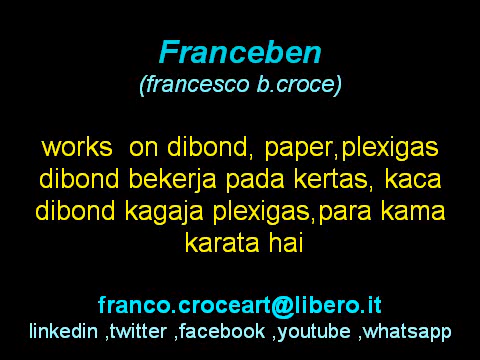 Franceben
(francesco b.croce)
works  on dibond, paper,plexigas
dibond bekerja pada kertas, kaca
dibond kagaja plexigas,para kama
karata hai
franco.croceart@libero.it
linkedin ,twitter ,facebook ,youtube ,whatsapp